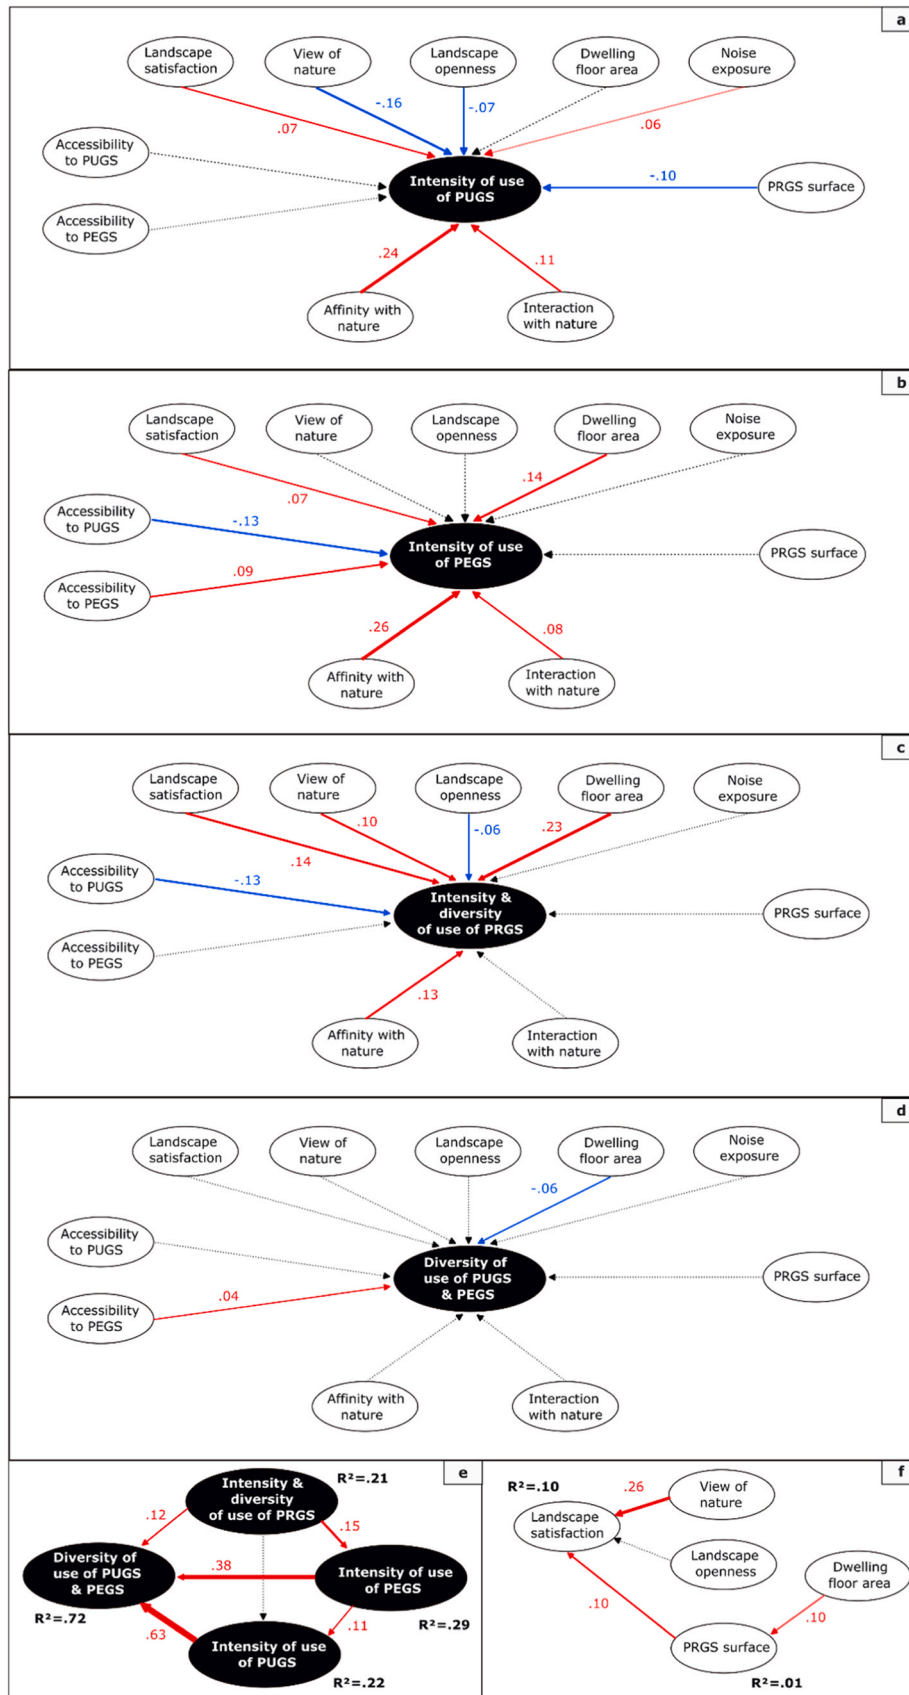 a
Landscape
satisfaction
View of
nature
Landscape
openness
Dwelling
floor area
Noise
exposure
-.16
-.07
.07
.06
Accessibility
to PUGS
Intensity of use
of PUGS
-.10
PRGS surface
Accessibility
to PEGS
.24
.11
Affinity with
nature
Interaction
with nature
b
Landscape
satisfaction
View of
nature
Landscape
openness
Dwelling
floor area
Noise
exposure
.07
.14
Accessibility
to PUGS
-.13
Intensity of use
of PEGS
PRGS surface
Accessibility
to PEGS
.09
.26
.08
Affinity with
nature
Interaction
with nature
c
Landscape
satisfaction
View of
nature
Landscape
openness
Dwelling
floor area
Noise
exposure
.14
.10
-.06
.23
Accessibility
to PUGS
-.13
Intensity &
diversity
of use of PRGS
PRGS surface
Accessibility
to PEGS
.13
Affinity with
nature
Interaction
with nature
d
Landscape
satisfaction
View of
nature
Landscape
openness
Dwelling
floor area
Noise
exposure
-.06
Accessibility
to PUGS
Diversity of
use of PUGS
& PEGS
PRGS surface
Accessibility
to PEGS
.04
Affinity with
nature
Interaction
with nature
e
Intensity &
diversity
of use of PRGS
R²=.21
.12
.15
Diversity of
use of PUGS
& PEGS
R²=.72
.38
Intensity of use
of PEGS
R²=.29
.63
.11
Intensity of use
of PUGS
R²=.22
f
R²=.10
Landscape
satisfaction
.26
View of
nature
Landscape
openness
Dwelling
floor area
.10
.10
PRGS surface
R²=.01